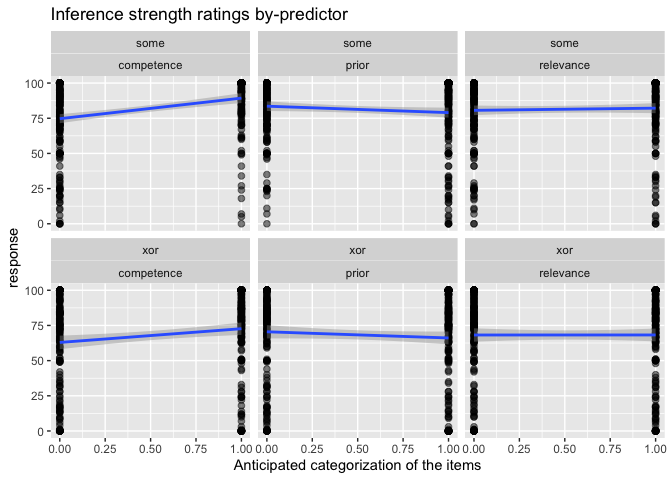 Inference strength ratings by-predictor
some some some
competence prior relevance
100
75
50
25
0
xor xor xor
competence prior relevance
100
75
50
25
0
response
0.00 0.25 0.50 0.75 1.00 0.00 0.25 0.50 0.75 1.00 0.00 0.25 0.50 0.75 1.00
Anticipated categorization of the items